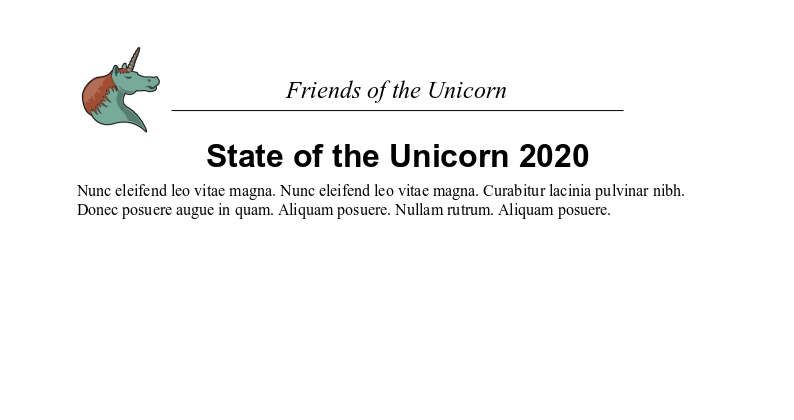 Friends of the Unicorn
State of the Unicorn 2020
Nunc eleifend leo vitae magna. Nunc eleifend leo vitae magna. Curabitur lacinia pulvinar nibh.
Donec posuere augue in quam. Aliquam posuere. Nullam rutrum. Aliquam posuere.